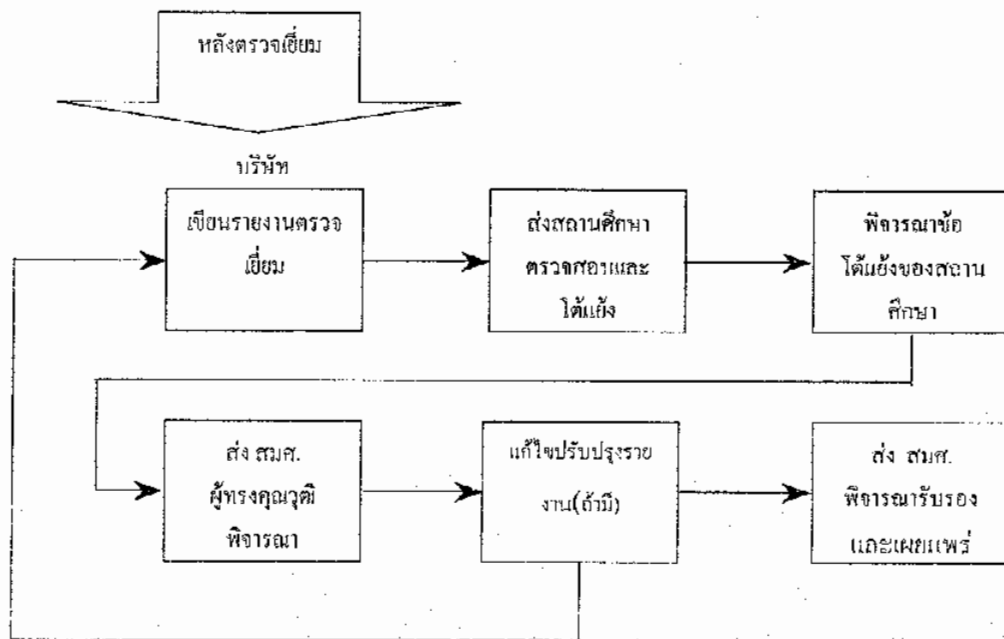 หลังตรวจเยี่ยม
บริษัท
เขียนรายงานตรวจ
เยี่ยม
ส่งสถานศึกษา
ตรวจสอบและ
โต้แย้ง
พิจารณาข้อ
โต้แย้งของสถาน
ศึกษา
ส่ง สมศ.
ผู้ทรงคุณวุฒิ
พิจารณา
แก้ไขปรับปรุงราย
งาน(ถ้ามี)
ส่ง สมศ.
พิจารณารับรอง
และเผยแพร่